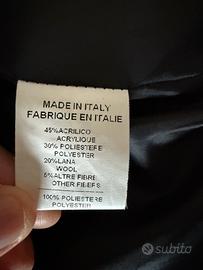 MADE IN ITALY
FABRIQUE EN ITALIE
45%ACRILICO
ACRYLIQUE
30% POLIESTERE
POLYESTER
20%LANA
WOOL
5%ALTRE FIBRE
OTHER FIBERS
100% POLIESTERE
POLYESTER
subito